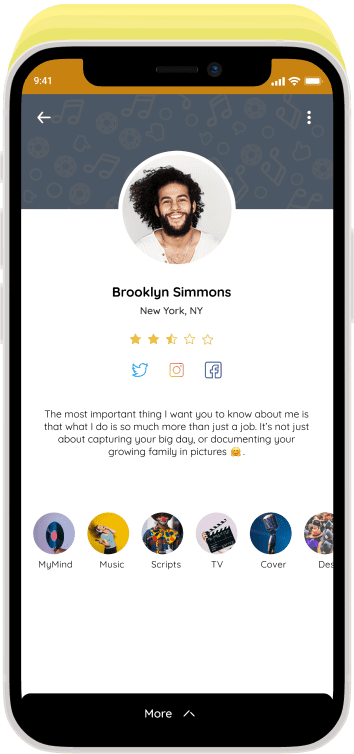 9:41
Brooklyn Simmons
New York, NY
The most important thing I want you to know about me is
that what I do is so much more than just a job. It's not just
about capturing your big day, or documenting your
growing family in pictures 🤗 .
MyMind Music Scripts TV Cover Des
More